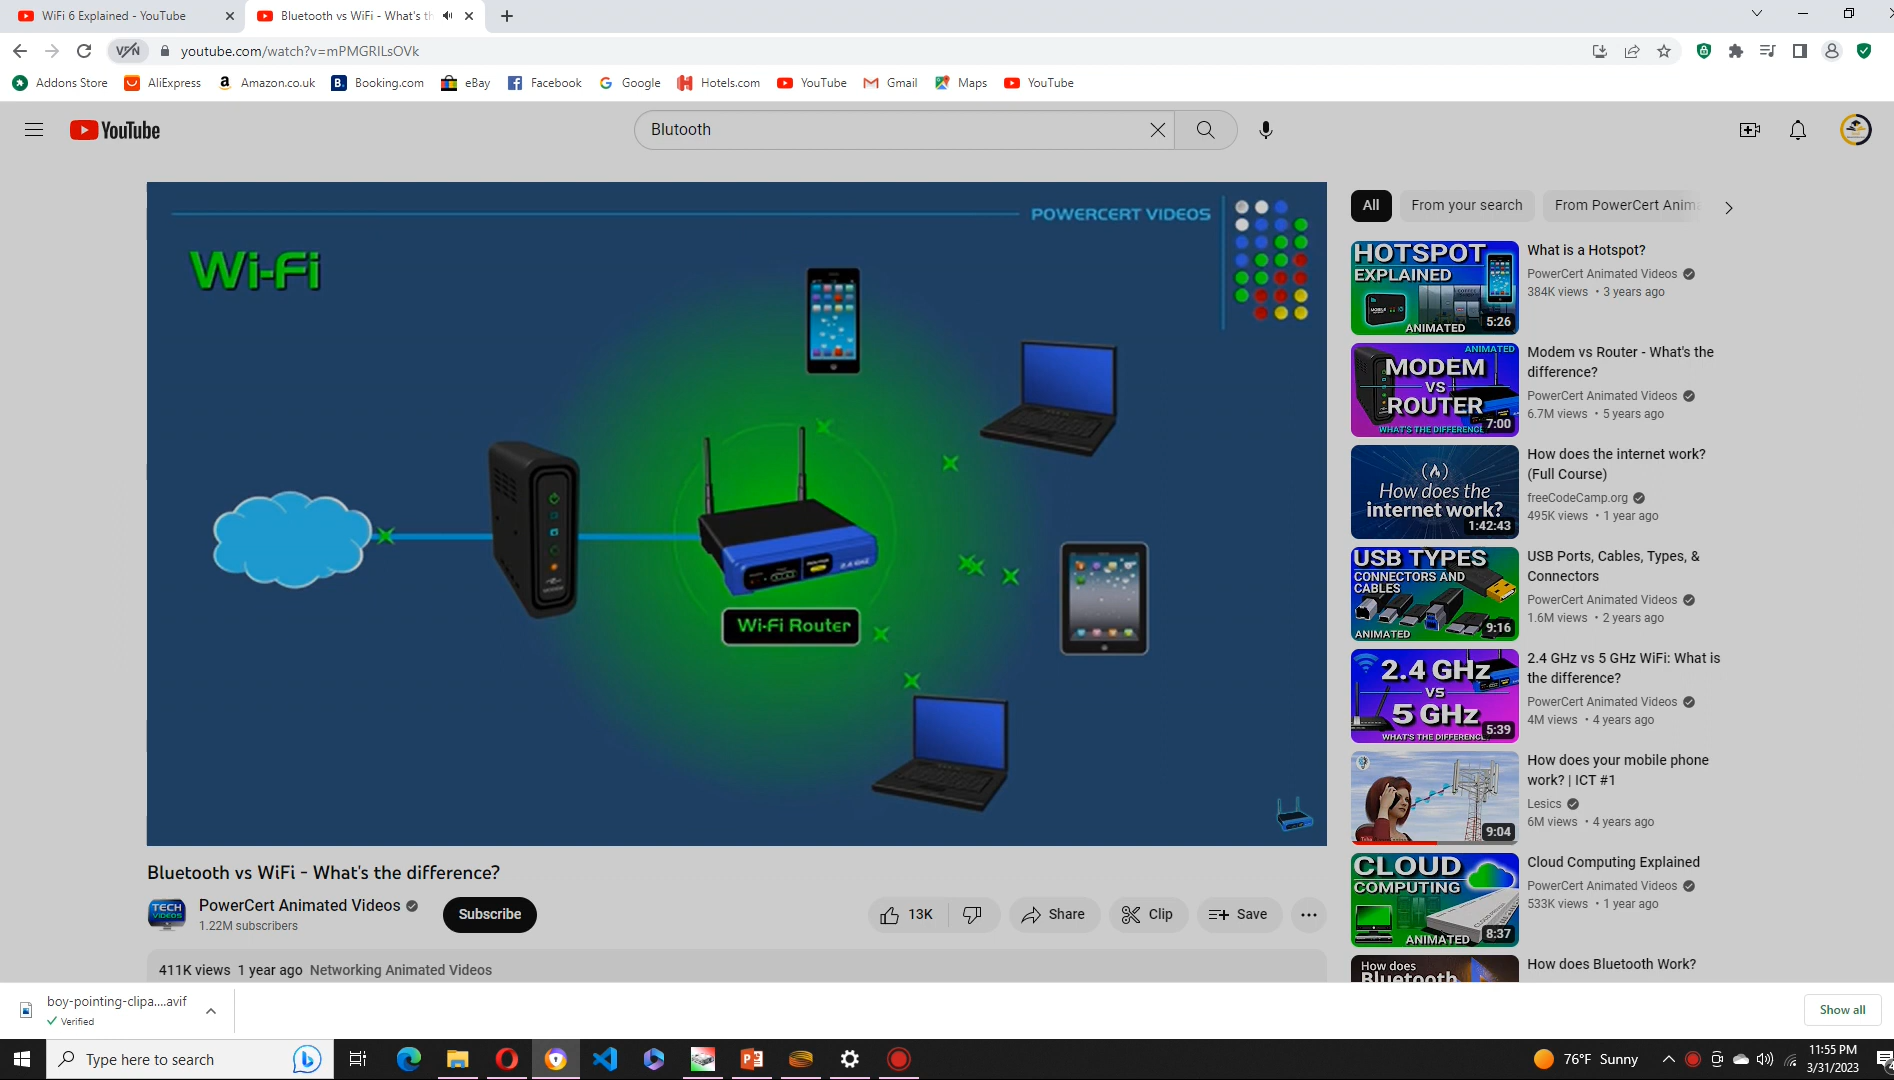 WiFi 6 Explained - YouTube
Bluetooth vs WiFi - What's th
VPN
youtube.com/watch?v=mPMGRILsOVk
Addons Store
AliExpress
Amazon.co.uk
Booking.com
eBay
Facebook
Google
Hotels.com
YouTube
Gmail
Maps
YouTube
YouTube
Blutooth
POWERCERT VIDEOS
Wi-Fi
2.4 GHz
Wi-Fi Router
All
From your search
From PowerCert Anim
HOTSPOT
EXPLAINED
ANIMATED
5:26
What is a Hotspot?
PowerCert Animated Videos
384K views • 3 years ago
ANIMATED
MODEM
VS
ROUTER
WHAT'S THE DIFFERENCE
7:00
Modem vs Router - What's the
difference?
PowerCert Animated Videos
6.7M views • 5 years ago
How does the
internet work?
1:42:43
How does the internet work?
(Full Course)
freeCodeCamp.org
495K views • 1 year ago
USB TYPES
CONNECTORS AND
CABLES
ANIMATED
9:16
USB Ports, Cables, Types, &
Connectors
PowerCert Animated Videos
1.6M views • 2 years ago
2.4 GHz
VS
5 GHz
WHAT'S THE DIFFERENC
5:39
2.4 GHz vs 5 GHz WiFi: What is
the difference?
PowerCert Animated Videos
4M views • 4 years ago
9:04
How does your mobile phone
work? | ICT #1
Lesics
6M views • 4 years ago
CLOUD
COMPUTING
ANIMATED
8:37
Cloud Computing Explained
PowerCert Animated Videos
533K views • 1 year ago
How does
Bluetooth
How does Bluetooth Work?
Bluetooth vs WiFi - What's the difference?
TECH
VIDEOS
PowerCert Animated Videos
1.22M subscribers
Subscribe
13K
Share
Clip
Save
411K views 1 year ago Networking Animated Videos
boy-pointing-clipa....avif
Verified
Show all
Type here to search
76°F Sunny
11:55 PM
3/31/2023